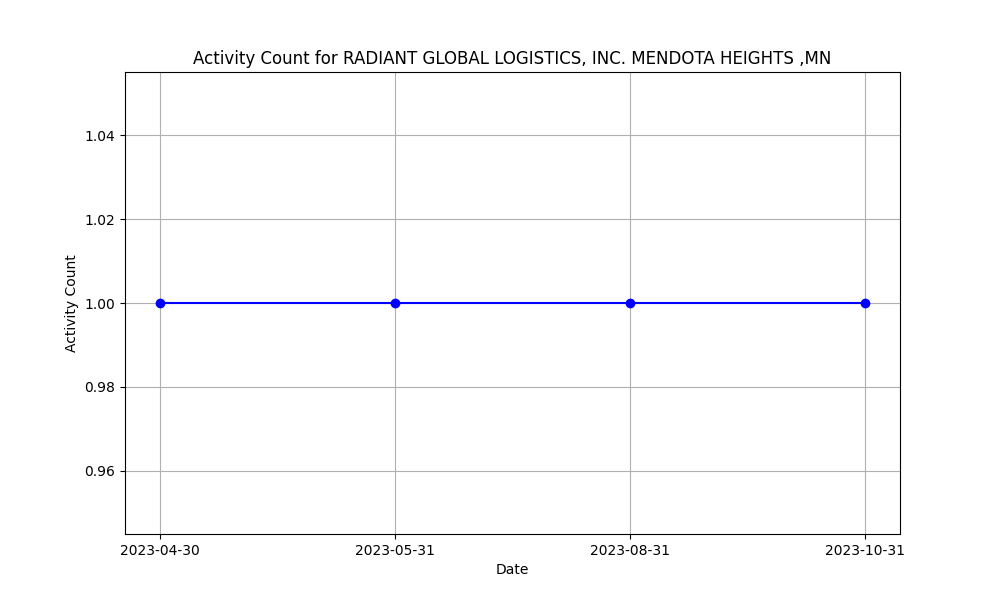 Activity Count for RADIANT GLOBAL LOGISTICS, INC. MENDOTA HEIGHTS ,MN
1.04
1.02
1.00
0.98
0.96
Activity Count
2023-04-30 2023-05-31 2023-08-31 2023-10-31
Date